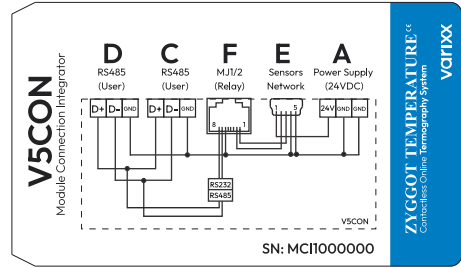 V5CON
Module Connection Integrator
D C F E A
RS485 RS485 MJ1/2 Sensors Power Supply
(User) (User) (Relay) Network (24VDC)
D+ D- GND D+ D- GND 8 1 1 5 24V GND GND
RS232
RS485
V5CON
SN: MCI1000000
ZYGGOT TEMPERATURE CE
Contactless Online Termography System
varixx